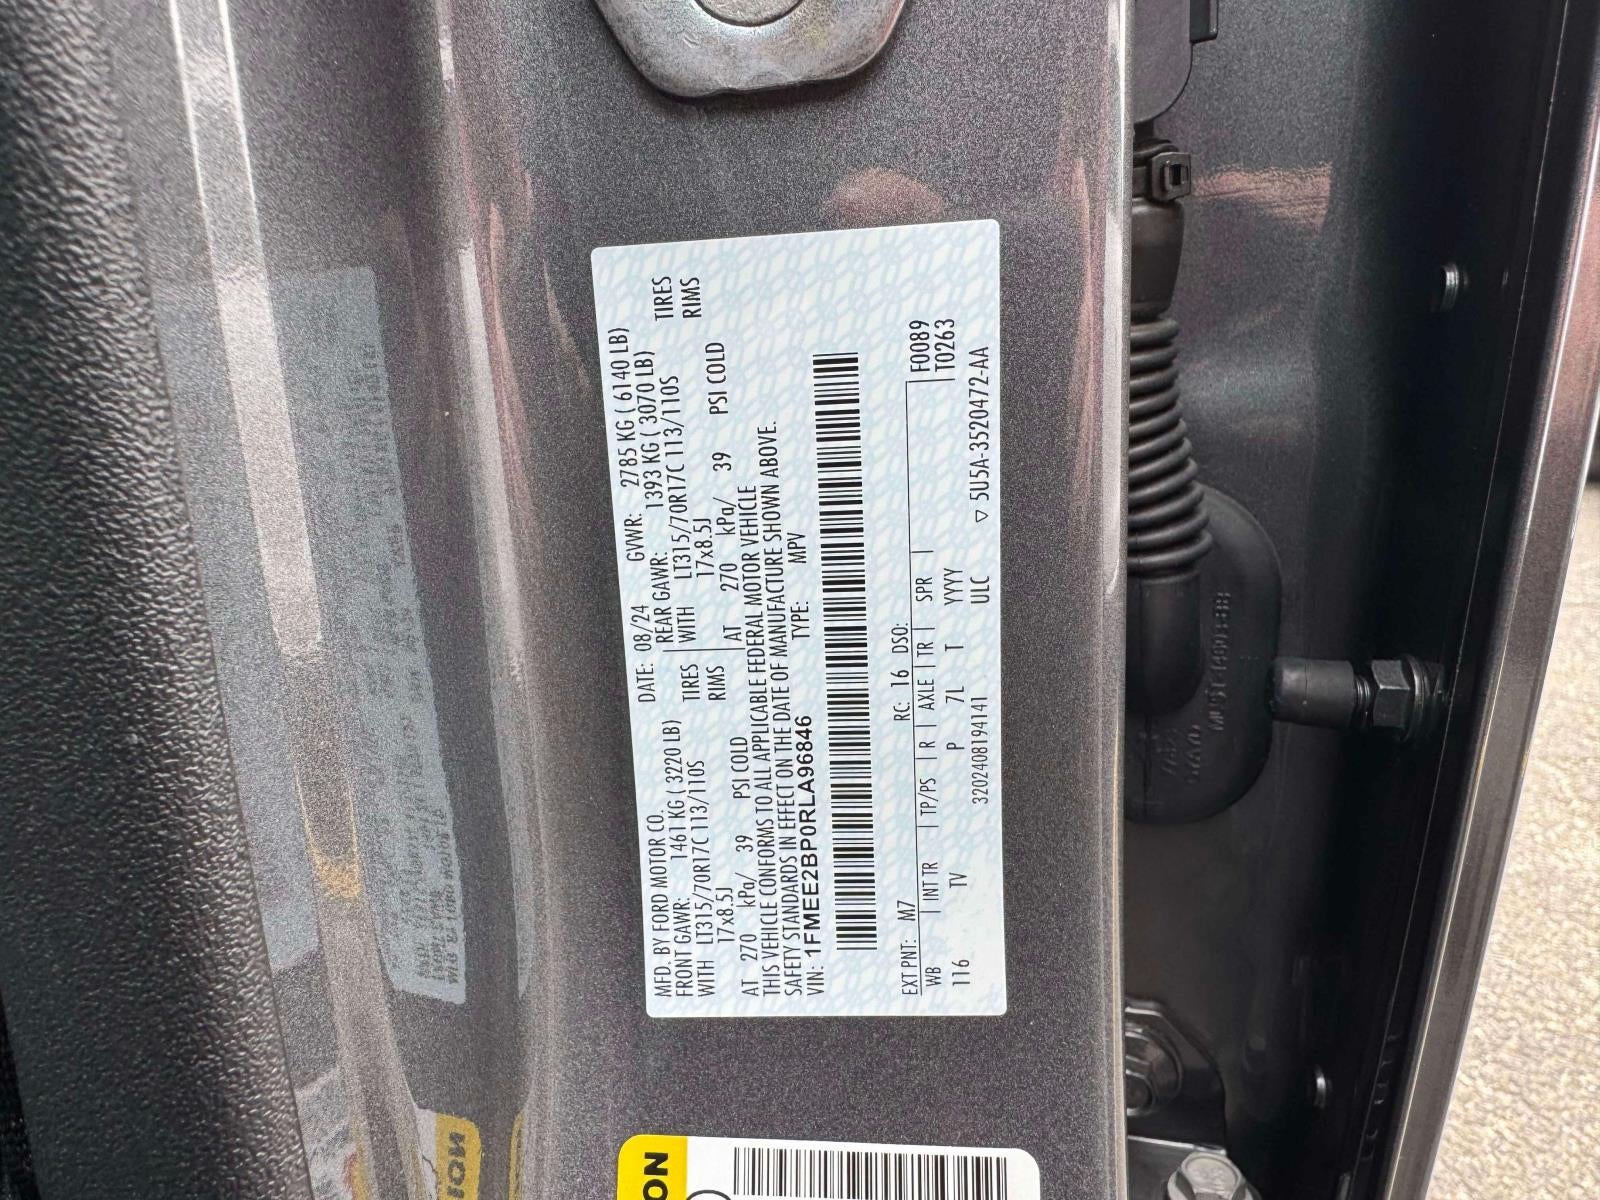 MFD. BY FORD MOTOR CO.
DATE: 08/24 GVWR: 2785 KG ( 6140 LB)
FRONT GAWR: 1461 KG ( 3220 LB)
REAR GAWR: 1393 KG ( 3070 LB)
WITH LT315/70R17C 113/110S TIRES
WITH LT315/70R17C 113/110S TIRES
17x8.5J RIMS
17x8.5J RIMS
AT 270 kPa/ 39 PSI COLD
AT 270 kPa/ 39 PSI COLD
THIS VEHICLE CONFORMS TO ALL APPLICABLE FEDERAL MOTOR VEHICLE
SAFETY STANDARDS IN EFFECT ON THE DATE OF MANUFACTURE SHOWN ABOVE.
VIN: 1FMEE2BP0RLA96846 TYPE: MPV
EXT PNT: M7 RC: 16 DSO: F0089
WB INT TR TP/PS R AXLE TR SPR T0263
116 TV P 7L T YYYY
ULC
3202408194141 ▽ 5U5A-3520472-AA
ON